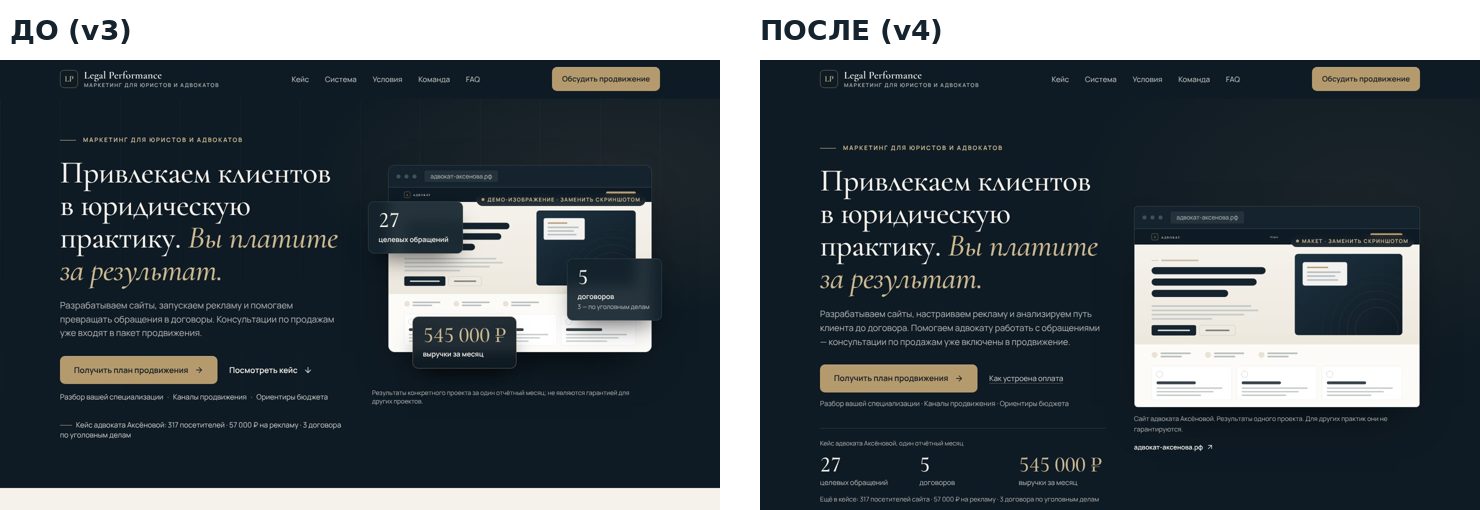 ДО (v3)
LP
Legal Performance
МАРКЕТИНГ ДЛЯ ЮРИСТОВ И АДВОКАТОВ
Кейс Система Условия Команда FAQ
Обсудить продвижение
МАРКЕТИНГ ДЛЯ ЮРИСТОВ И АДВОКАТОВ
Привлекаем клиентов
в юридическую
практику. Вы платите
за результат.
Разрабатываем сайты, запускаем рекламу и помогаем
превращать обращения в договоры. Консультации по продажам
уже входят в пакет продвижения.
Получить план продвижения →
Посмотреть кейс ↓
Разбор вашей специализации · Каналы продвижения · Ориентиры бюджета
Кейс адвоката Аксёновой: 317 посетителей · 57 000 ₽ на рекламу · 3 договора
по уголовным делам
адвокат-аксенова.рф
АДВОКАТ
ДЕМО-ИЗОБРАЖЕНИЕ · ЗАМЕНИТЬ СКРИНШОТОМ
27
целевых обращений
5
договоров
3 — по уголовным делам
545 000 ₽
выручки за месяц
Результаты конкретного проекта за один отчётный месяц; не являются гарантией для
других проектов.
ПОСЛЕ (v4)
LP
Legal Performance
МАРКЕТИНГ ДЛЯ ЮРИСТОВ И АДВОКАТОВ
Кейс Система Условия Команда FAQ
Обсудить продвижение
МАРКЕТИНГ ДЛЯ ЮРИСТОВ И АДВОКАТОВ
Привлекаем клиентов
в юридическую
практику. Вы платите
за результат.
Разрабатываем сайты, настраиваем рекламу и анализируем путь
клиента до договора. Помогаем адвокату работать с обращениями
— консультации по продажам уже включены в продвижение.
Получить план продвижения →
Как устроена оплата
Разбор вашей специализации · Каналы продвижения · Ориентиры бюджета
Кейс адвоката Аксёновой, один отчётный месяц
27
целевых обращений
5
договоров
545 000 ₽
выручки за месяц
Ещё в кейсе: 317 посетителей сайта · 57 000 ₽ на рекламу · 3 договора по уголовным делам
адвокат-аксенова.рф
АДВОКАТ
МАКЕТ · ЗАМЕНИТЬ СКРИНШОТОМ
Сайт адвоката Аксёновой. Результаты одного проекта. Для других практик они не
гарантируются.
адвокат-аксенова.рф ↗